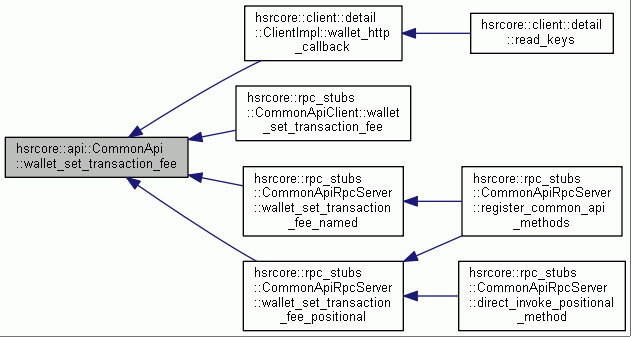 hsrcore::client::detail
::ClientImpl::wallet_http
_callback
hsrcore::client::detail
::read_keys
hsrcore::rpc_stubs
::CommonApiClient::wallet
_set_transaction_fee
hsrcore::api::CommonApi
::wallet_set_transaction_fee
hsrcore::rpc_stubs
::CommonApiRpcServer
::wallet_set_transaction
_fee_named
hsrcore::rpc_stubs
::CommonApiRpcServer
::register_common_api
_methods
hsrcore::rpc_stubs
::CommonApiRpcServer
::wallet_set_transaction
_fee_positional
hsrcore::rpc_stubs
::CommonApiRpcServer
::direct_invoke_positional
_method